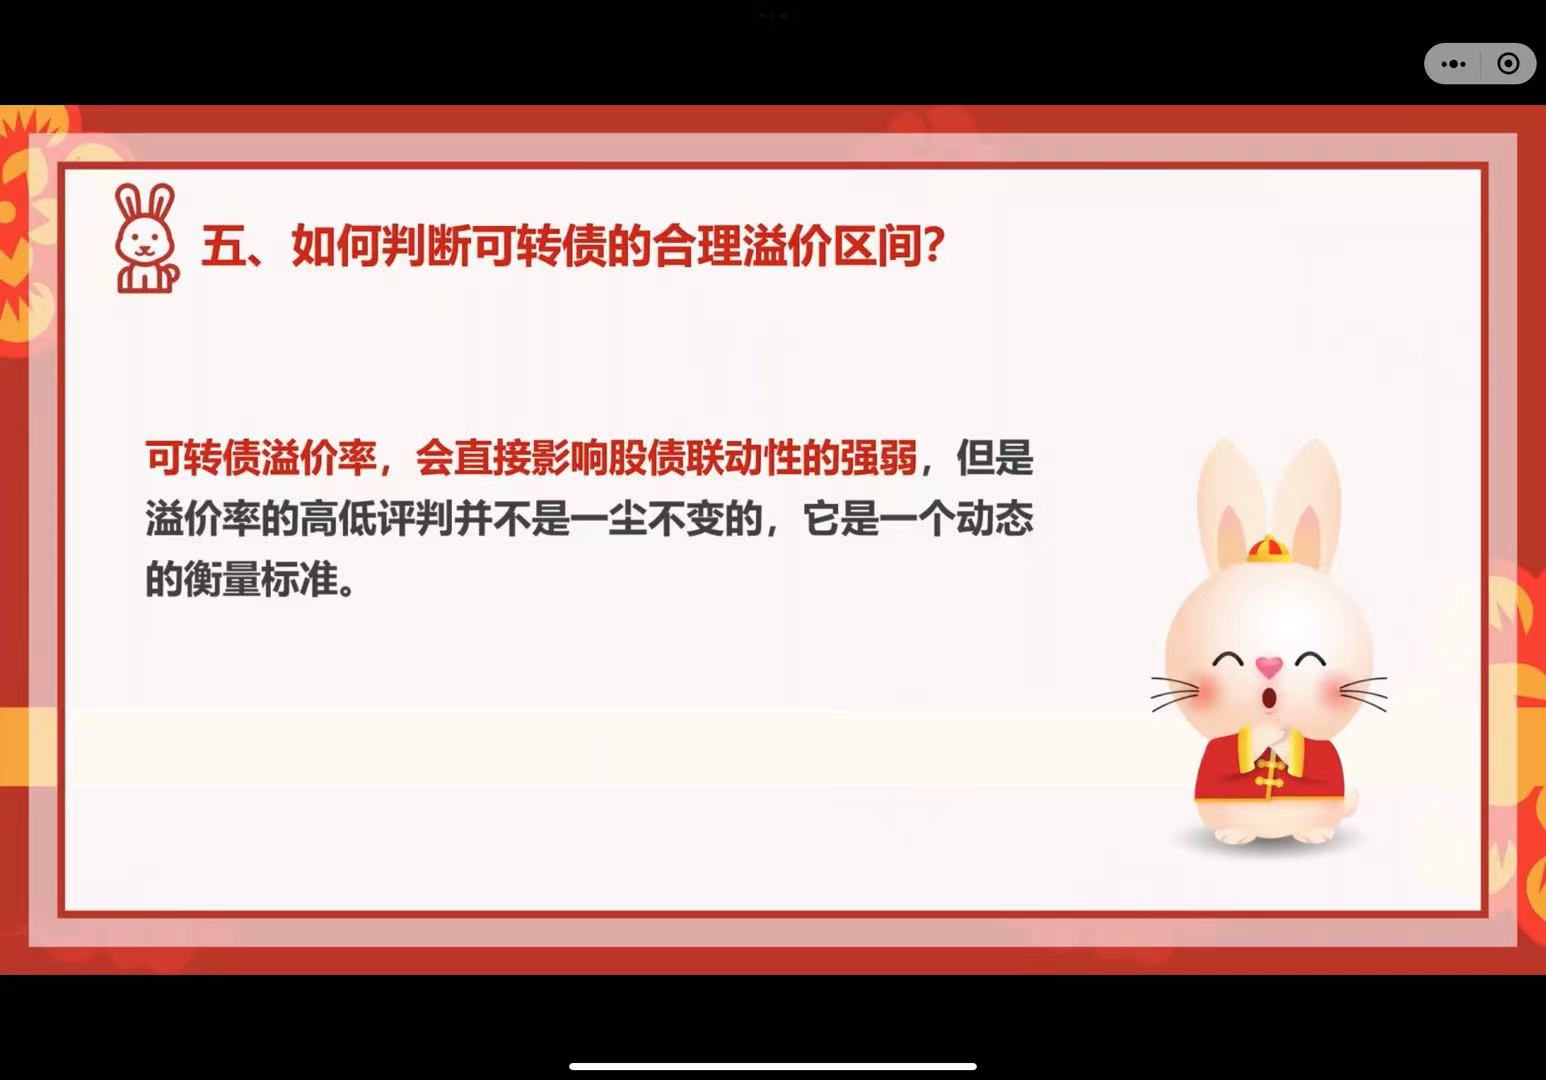 五、如何判断可转债的合理溢价区间?
可转债溢价率，会直接影响股债联动性的强弱，但是
溢价率的高低评判并不是一尘不变的，它是一个动态
的衡量标准。